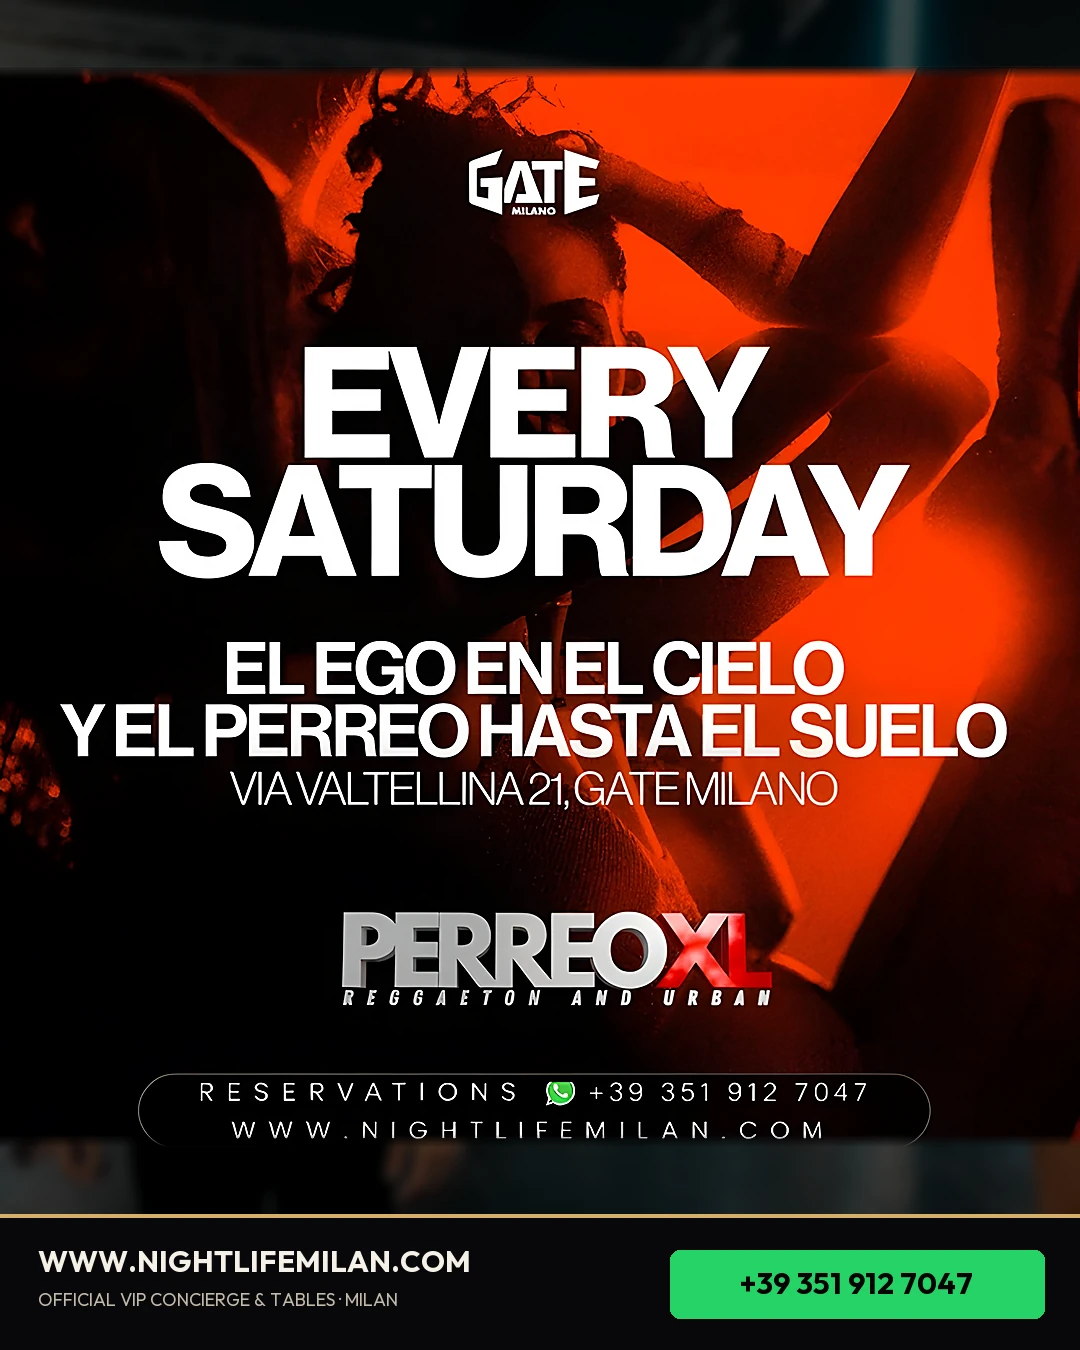 GATE
MILANO
EVERY
SATURDAY
EL EGO EN EL CIELO
Y EL PERREO HASTA EL SUELO
VIA VALTELLINA 21, GATE MILANO
PERREOXL
REGGAETON AND URBAN
RESERVATIONS +39 351 912 7047
WWW.NIGHTLIFEMILAN.COM
WWW.NIGHTLIFEMILAN.COM
OFFICIAL VIP CONCIERGE & TABLES · MILAN
+39 351 912 7047